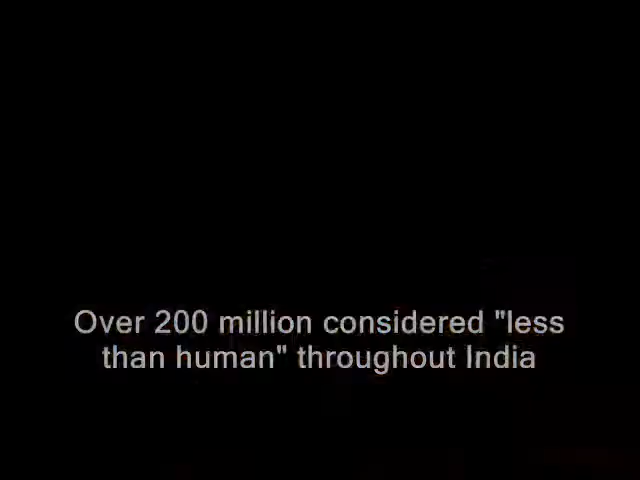 Over 200 million considered "less
than human" throughout India